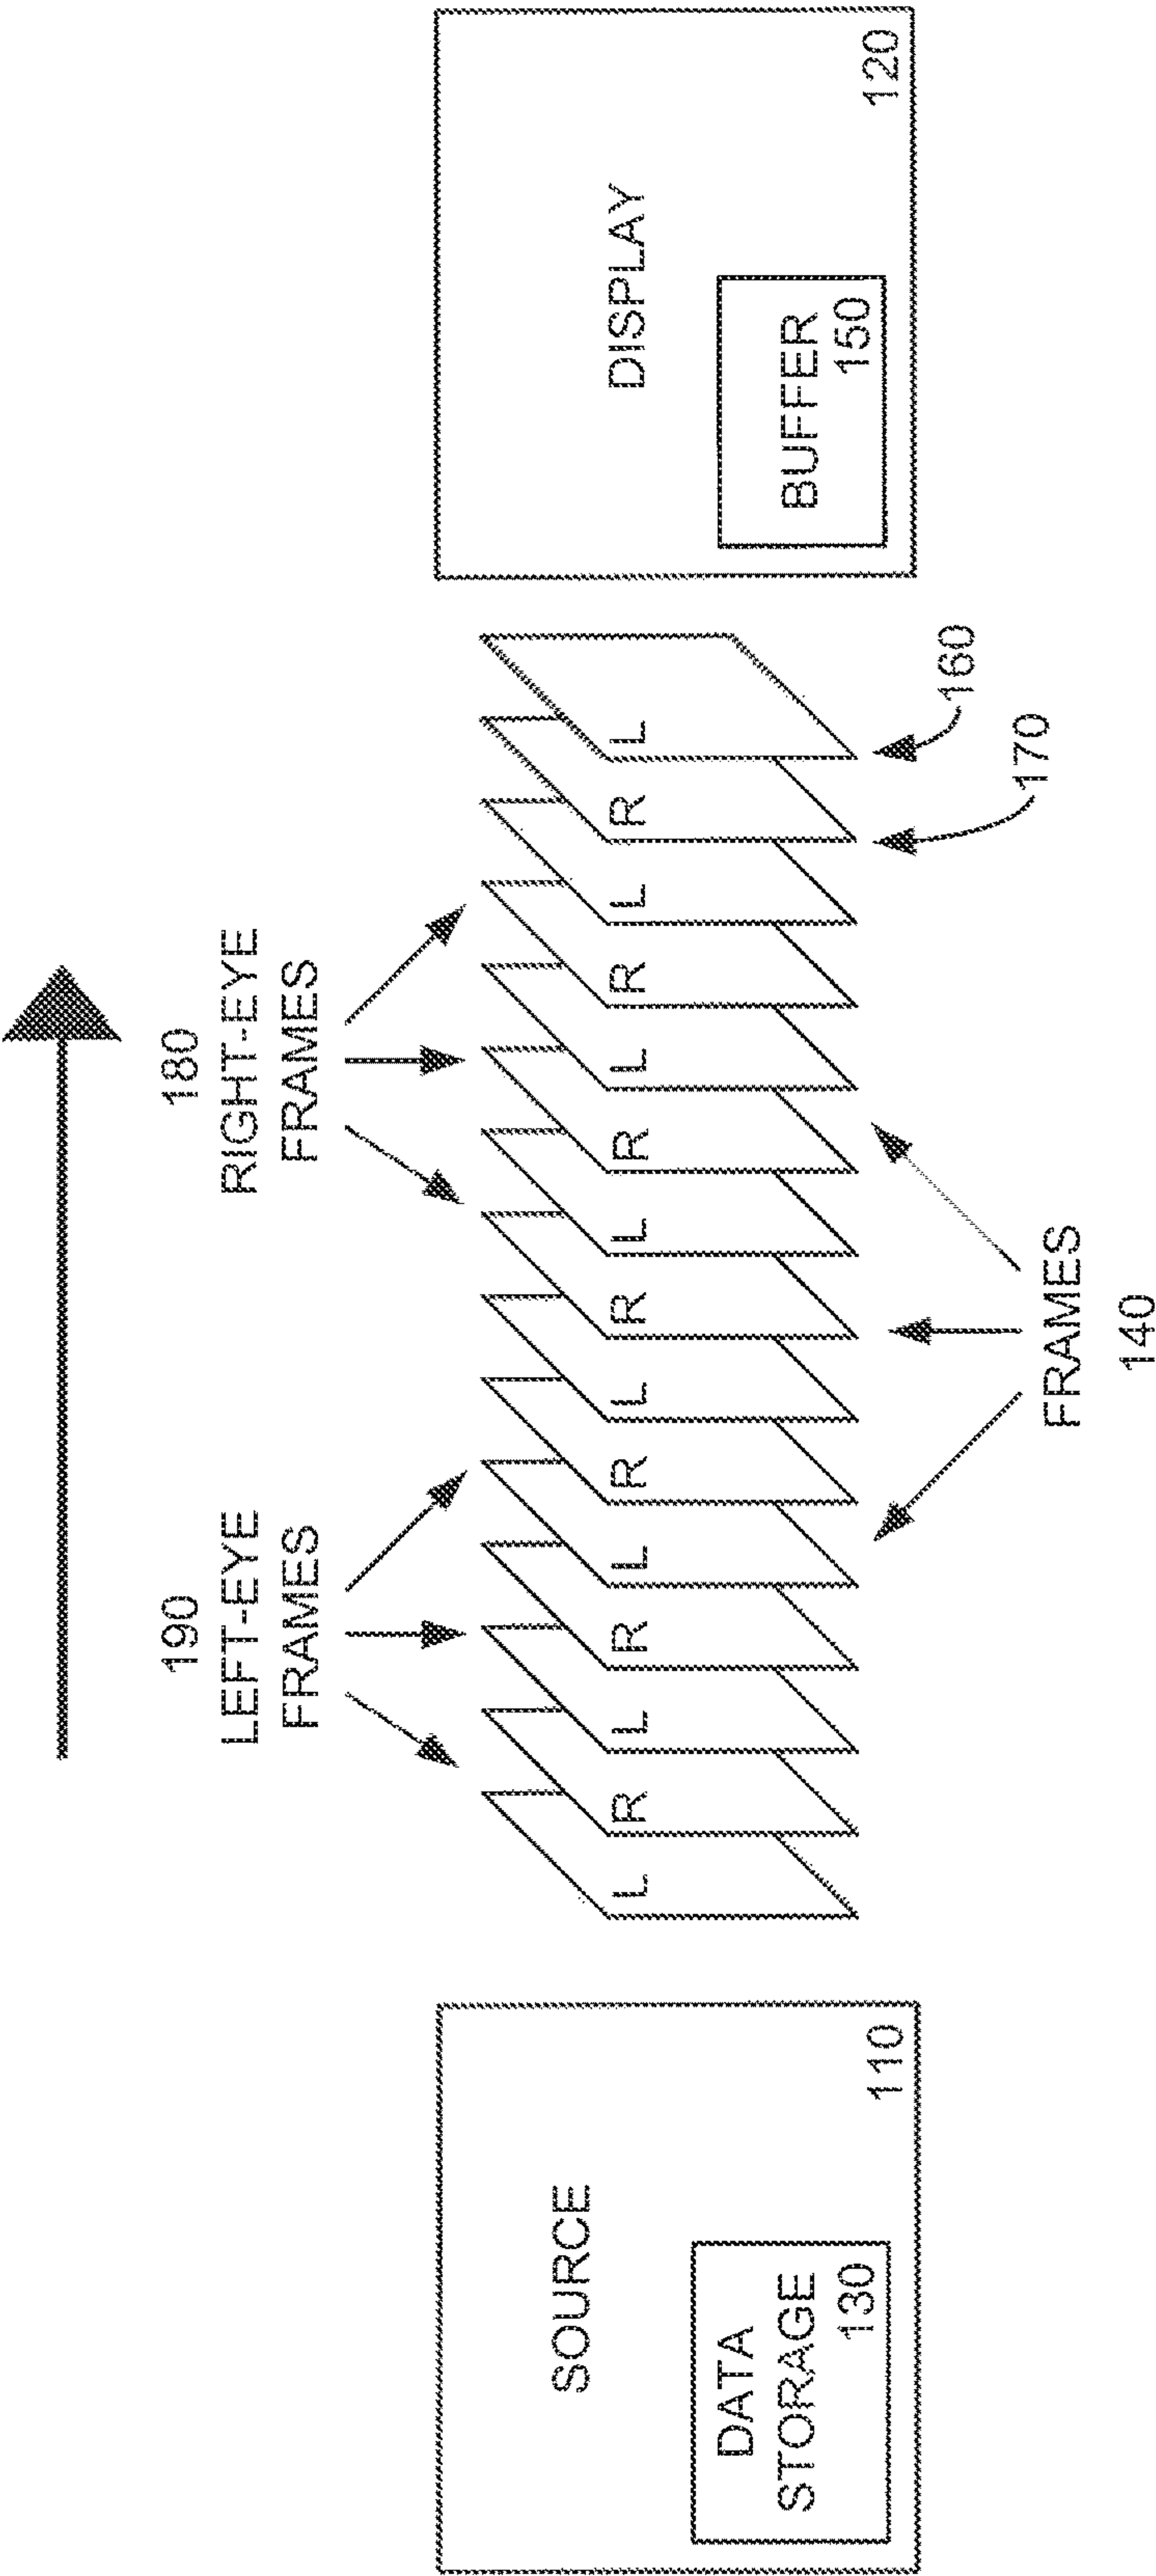 190
LEFT-EYE
FRAMES
180
RIGHT-EYE
FRAMES
SOURCE
DATA
STORAGE
130
110
L R L R L R L R L R L R L R L
DISPLAY
BUFFER
150
120
160
170
FRAMES
140